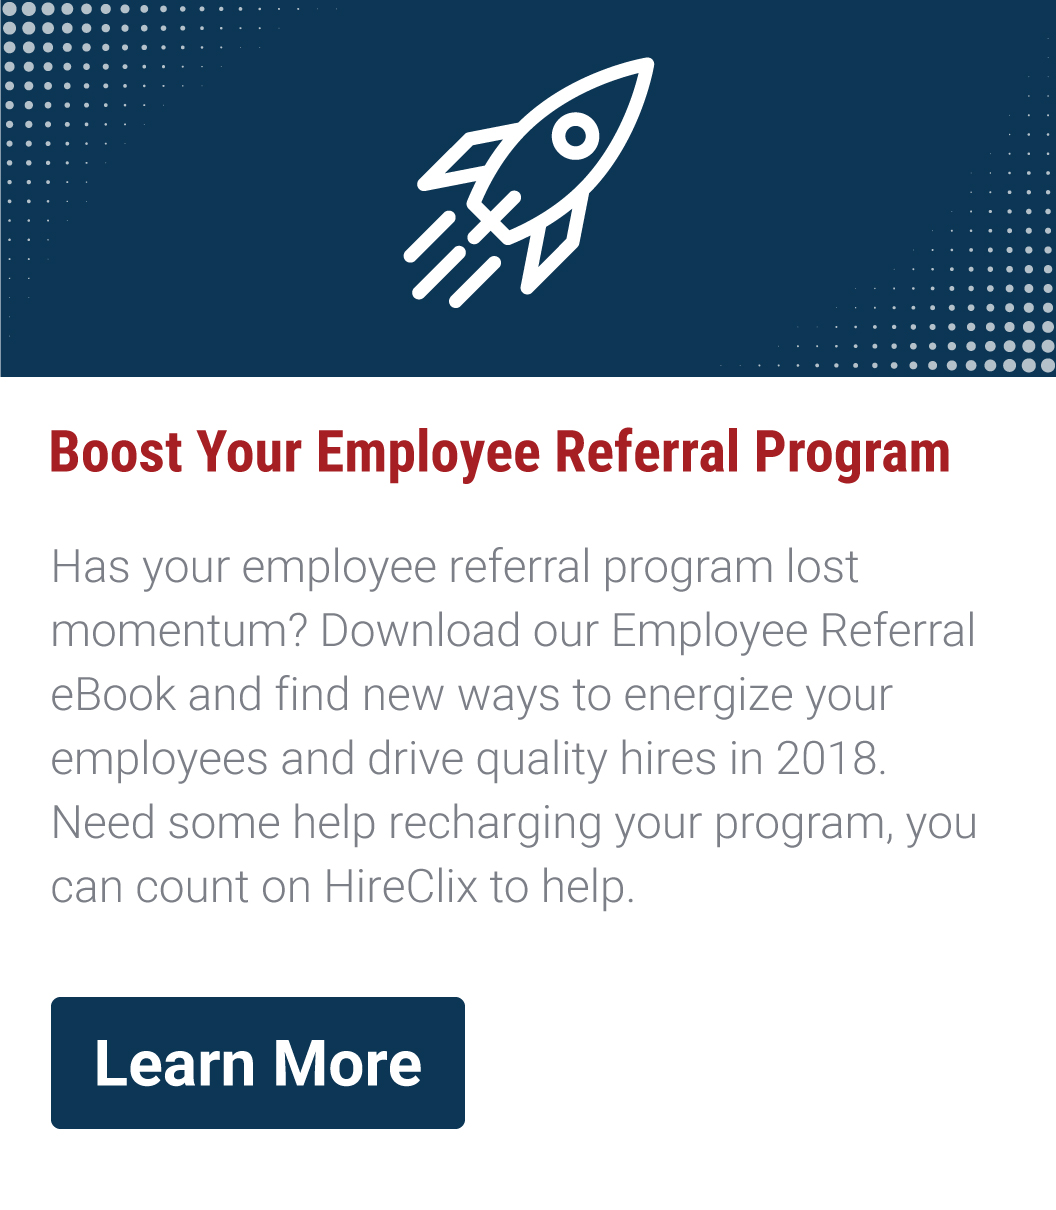 Boost Your Employee Referral Program
Has your employee referral program lost
momentum? Download our Employee Referral
eBook and find new ways to energize your
employees and drive quality hires in 2018.
Need some help recharging your program, you
can count on HireClix to help.
Learn More